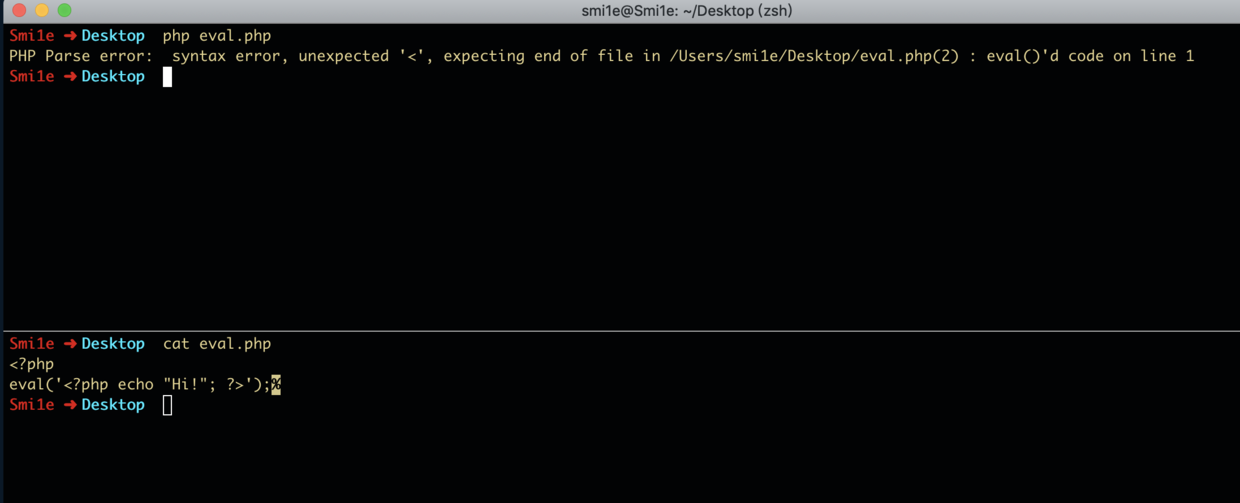 smi1e@Smi1e: ~/Desktop (zsh)
Smi1e ➜ Desktop php eval.php
PHP Parse error:  syntax error, unexpected '<', expecting end of file in /Users/smi1e/Desktop/eval.php(2) : eval()'d code on line 1
Smi1e ➜ Desktop
Smi1e ➜ Desktop cat eval.php
<?php
eval('<?php echo "Hi!"; ?>');%
Smi1e ➜ Desktop